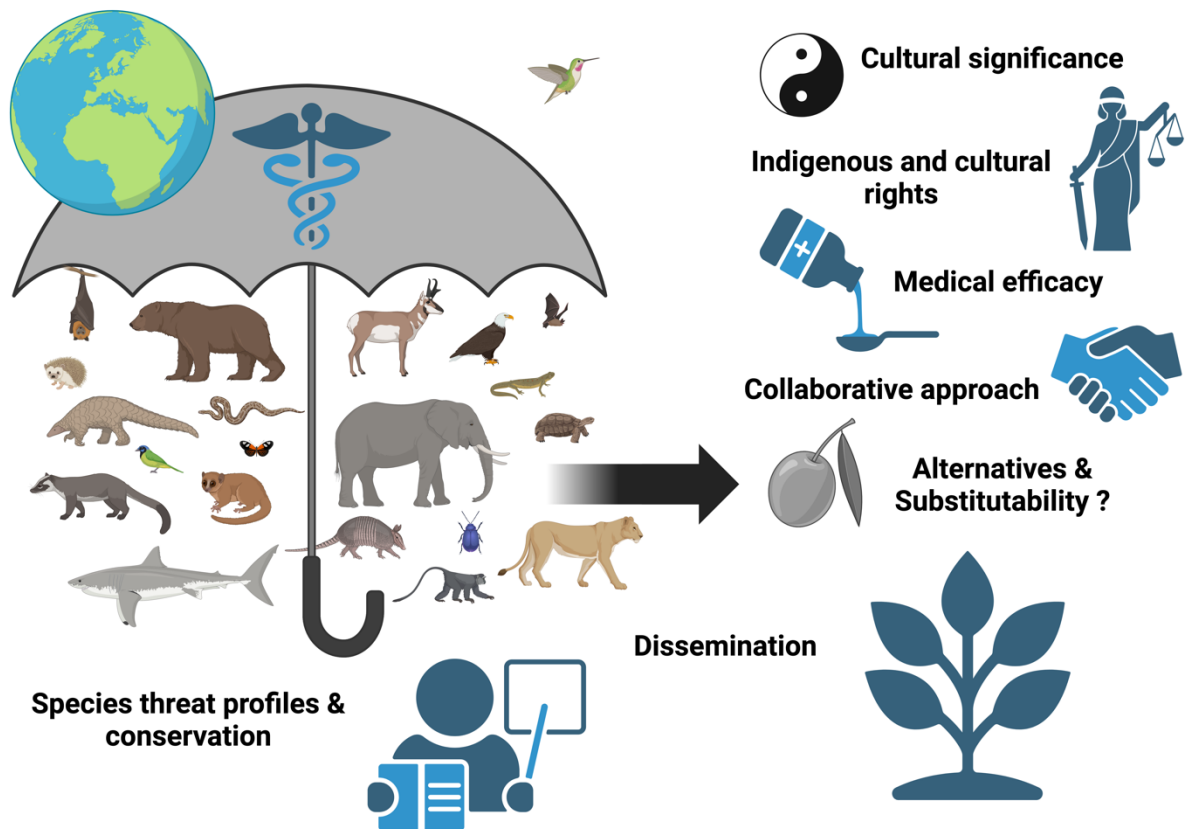 Cultural significance
Indigenous and cultural
rights
Medical efficacy
Collaborative approach
Alternatives &
Substitutability ?
Dissemination
Species threat profiles &
conservation